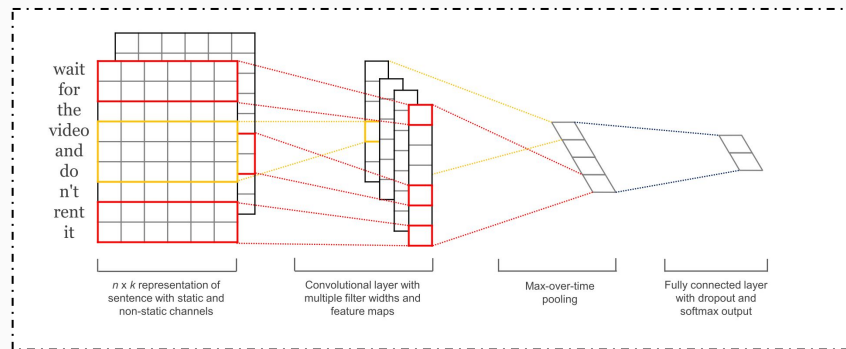 wait
for
the
video
and
do
n't
rent
it
n x k representation of
sentence with static and
non-static channels
Convolutional layer with
multiple filter widths and
feature maps
Max-over-time
pooling
Fully connected layer
with dropout and
softmax output